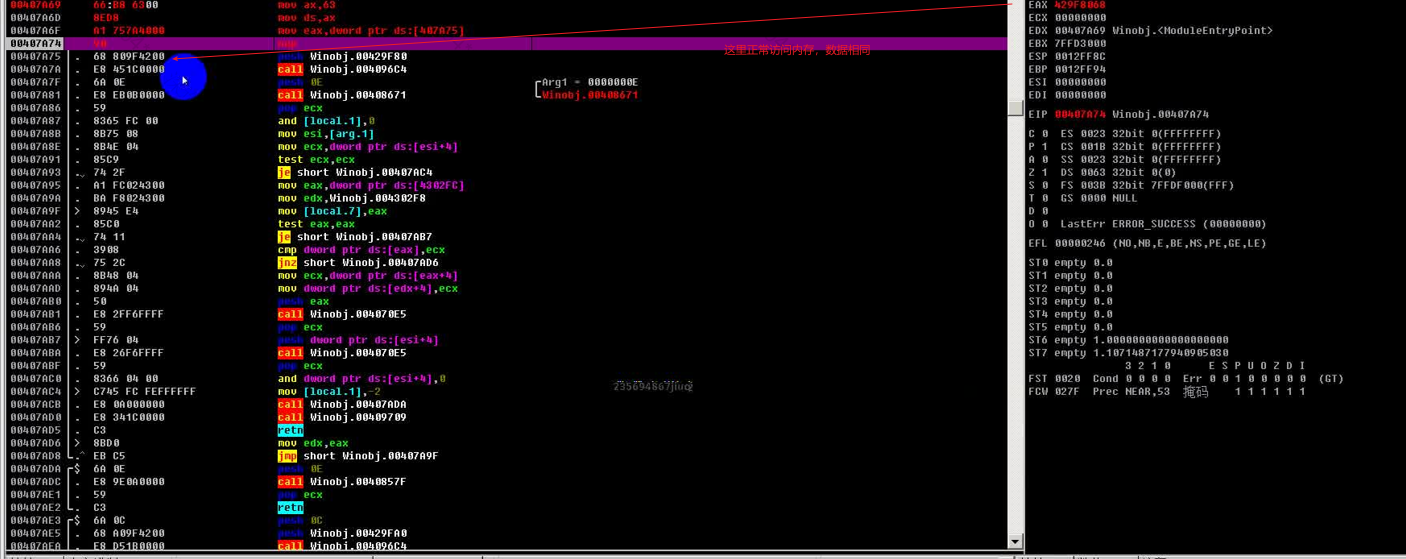 00407A69 66:B8 6300 mov ax,63 EAX 429F8068
00407A6D 8ED8 mov ds,ax ECX 00000000
00407A6F A1 757A4000 mov eax,dword ptr ds:[407A75] EDX 00407A69 Winobj.<ModuleEntryPoint>
00407A74 90 nop EBX 7FFD3000
这里正常访问内存,数据相同
00407A75 . 68 809F4200 push Winobj.00429F80 ESP 0012FF8C
00407A7A . E8 451C0000 call Winobj.004096C4 EBP 0012FF94
00407A7F . 6A 0E push 0E Arg1 = 0000000E ESI 00000000
00407A81 . E8 EB0B0000 call Winobj.00408671 Winobj.00408671 EDI 00000000
00407A86 . 59 pop ecx
00407A87 . 8365 FC 00 and [local.1],0 EIP 00407A74 Winobj.00407A74
00407A8B . 8B75 08 mov esi,[arg.1] C 0 ES 0023 32bit 0(FFFFFFFF)
00407A8E . 8B4E 04 mov ecx,dword ptr ds:[esi+4] P 1 CS 001B 32bit 0(FFFFFFFF)
00407A91 . 85C9 test ecx,ecx A 0 SS 0023 32bit 0(FFFFFFFF)
00407A93 . 74 2F je short Winobj.00407AC4 Z 1 DS 0063 32bit 0(0)
00407A95 . A1 FC024300 mov eax,dword ptr ds:[4302FC] S 0 FS 003B 32bit 7FFDF000(FFF)
00407A9A . BA F8024300 mov edx,Winobj.004302F8 T 0 GS 0000 NULL
00407A9F > 8945 E4 mov [local.7],eax D 0
00407AA2 . 85C0 test eax,eax O 0 LastErr ERROR_SUCCESS (00000000)
00407AA4 . 74 11 je short Winobj.00407AB7
00407AA6 . 3908 cmp dword ptr ds:[eax],ecx EFL 00000246 (NO,NB,E,BE,NS,PE,GE,LE)
00407AA8 . 75 2C jnz short Winobj.00407AD6 ST0 empty 0.0
00407AAA . 8B48 04 mov ecx,dword ptr ds:[eax+4] ST1 empty 0.0
00407AAD . 894A 04 mov dword ptr ds:[edx+4],ecx ST2 empty 0.0
00407AB0 . 50 push eax ST3 empty 0.0
00407AB1 . E8 2FF6FFFF call Winobj.004070E5 ST4 empty 0.0
00407AB6 . 59 pop ecx ST5 empty 0.0
00407AB7 > FF76 04 push dword ptr ds:[esi+4] ST6 empty 1.0000000000000000000
00407ABA . E8 26F6FFFF call Winobj.004070E5 ST7 empty 1.1071487177940905030
00407ABF . 59 pop ecx 3 2 1 0 E S P U O Z D I
00407AC0 . 8366 04 00 and dword ptr ds:[esi+4],0 FST 0020 Cond 0 0 0 0 Err 0 0 1 0 0 0 0 0 (GT)
00407AC4 > C745 FC FEFFFFFF mov [local.1],-2 FCW 027F Prec NEAR,53 掩码 1 1 1 1 1 1
00407ACB . E8 0A000000 call Winobj.00407ADA
00407AD0 . E8 341C0000 call Winobj.00409709
00407AD5 . C3 retn
00407AD6 > 8BD0 mov edx,eax
00407AD8 .^ EB C5 jmp short Winobj.00407A9F
00407ADA $ 6A 0E push 0E
00407ADC . E8 9E0A0000 call Winobj.0040857F
00407AE1 . 59 pop ecx
00407AE2 . C3 retn
00407AE3 $ 6A 0C push 0C
00407AE5 . 68 A09F4200 push Winobj.00429FA0
00407AEA . E8 D51B0000 call Winobj.004096C4